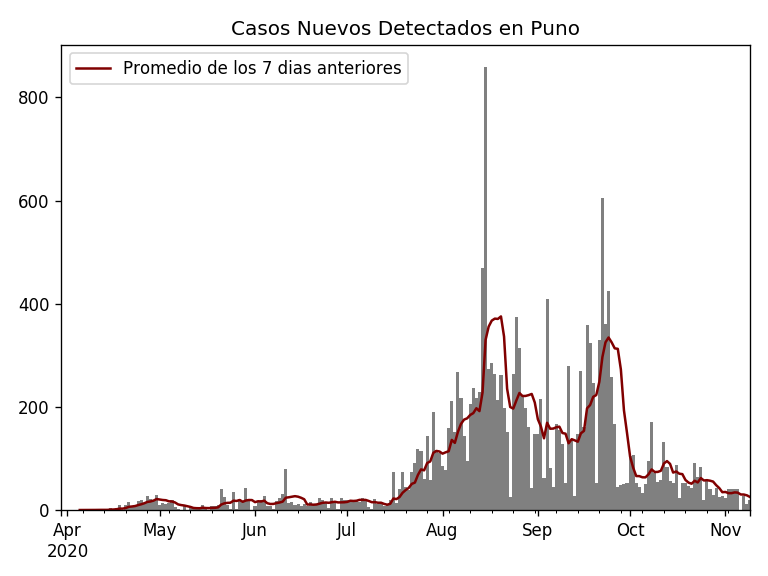 Casos Nuevos Detectados en Puno
Promedio de los 7 dias anteriores
800
600
400
200
0
Apr May Jun Jul Aug Sep Oct Nov
2020